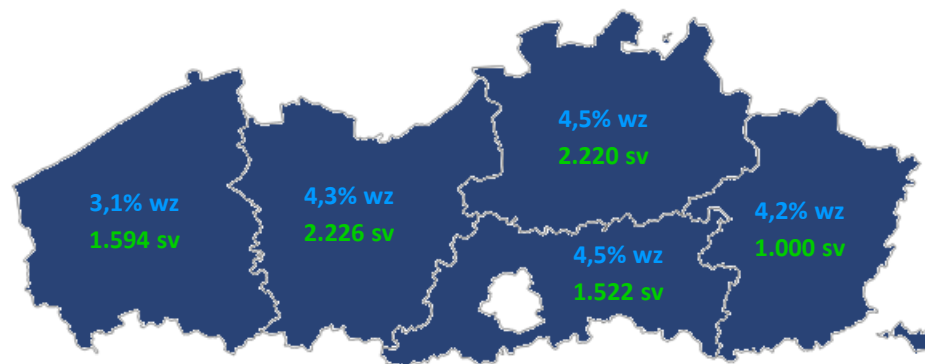 3,1% wz
1.594 sv
4,3% wz
2.226 sv
4,5% wz
2.220 sv
4,5% wz
1.522 sv
4,2% wz
1.000 sv